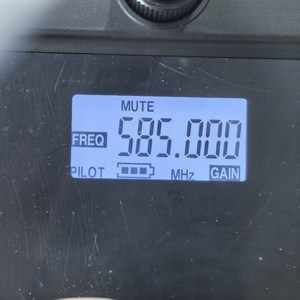 MUTE
FREQ 585.000
PILOT MHz GAIN